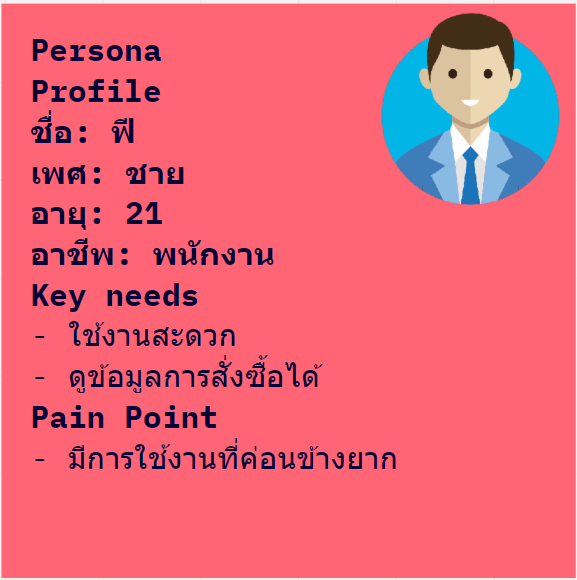 Persona
Profile
ชื่อ: ฟี
เพศ: ชาย
อายุ: 21
อาชีพ: พนักงาน
Key needs
- ใช้งานสะดวก
- ดูข้อมูลการสั่งซื้อได้
Pain Point
- มีการใช้งานที่ค่อนข้างยาก